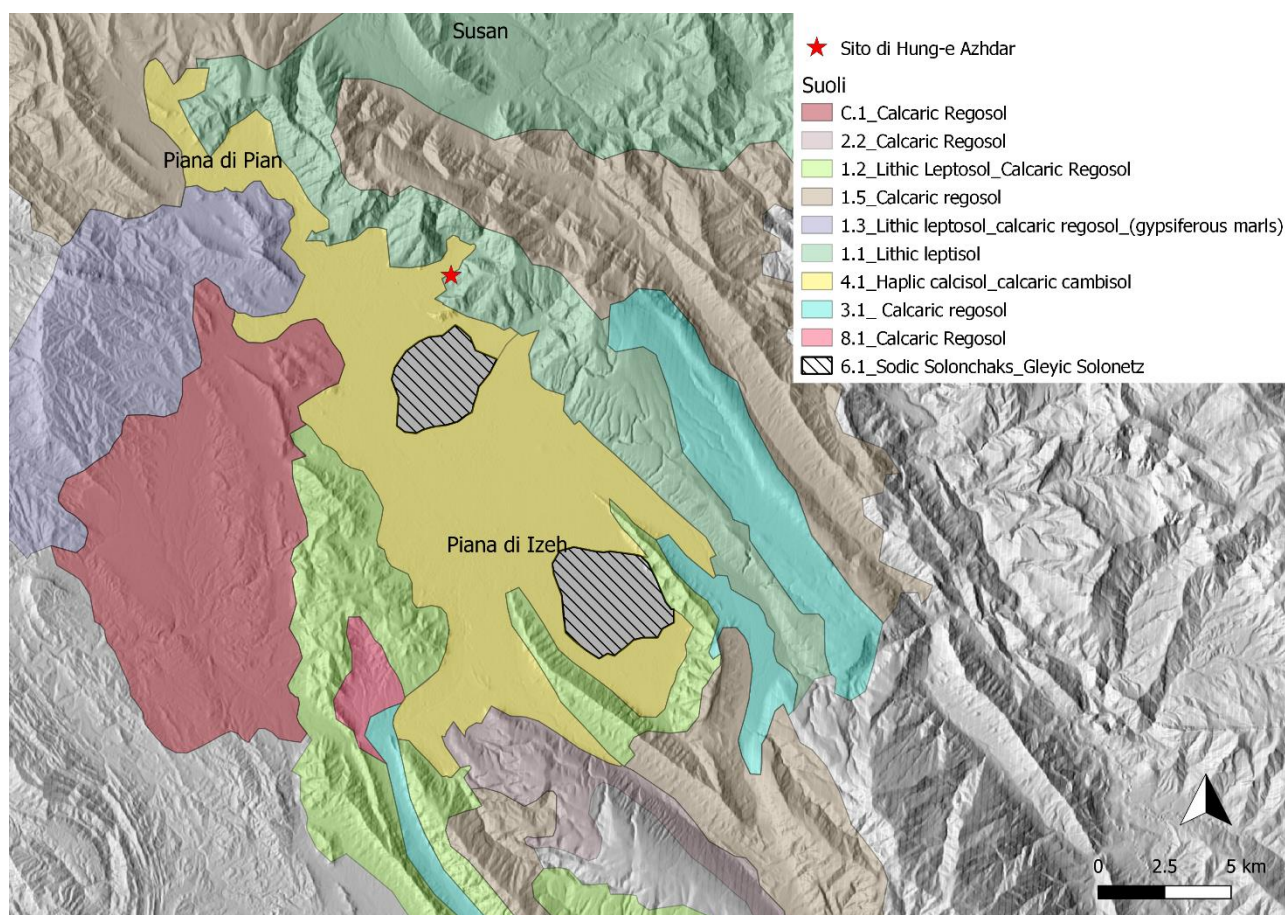 Susan
Piana di Pian
Piana di Izeh
Sito di Hung-e Azhdar
Suoli
C.1_Calcaric Regosol
2.2_Calcaric Regosol
1.2_Lithic Leptosol_Calcaric Regosol
1.5_Calcaric regosol
1.3_Lithic leptosol_calcaric regosol_(gypsiferous marls)
1.1_Lithic leptisol
4.1_Haplic calcisol_calcaric cambisol
3.1_ Calcaric regosol
8.1_Calcaric Regosol
6.1_Sodic Solonchaks_Gleyic Solonetz
0 2.5 5 km